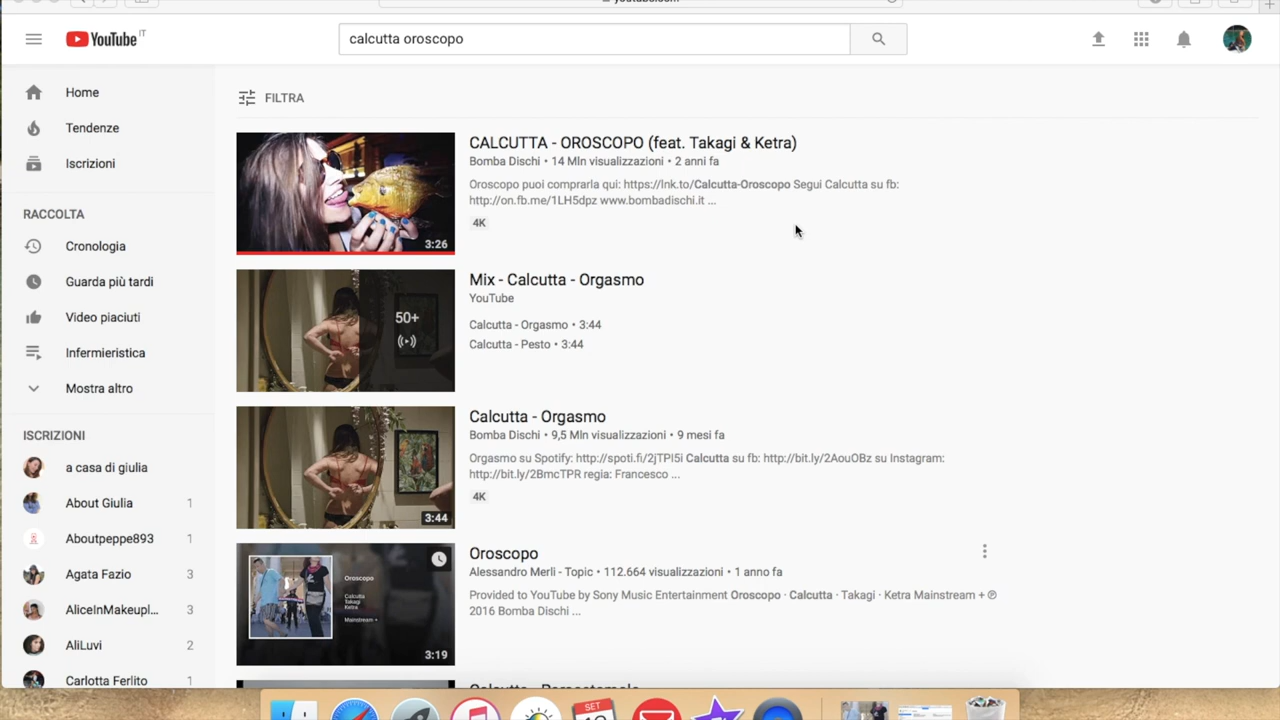 YouTube IT
calcutta oroscopo
Home
Tendenze
Iscrizioni
RACCOLTA
Cronologia
Guarda più tardi
Video piaciuti
Infermieristica
Mostra altro
ISCRIZIONI
a casa di giulia
About Giulia 1
Aboutpeppe893 1
Agata Fazio 3
AliceInMakeupl... 3
AliLuvi 2
Carlotta Ferlito 1
FILTRA
CALCUTTA - OROSCOPO (feat. Takagi & Ketra)
Bomba Dischi • 14 Mln visualizzazioni • 2 anni fa
Oroscopo puoi comprarla qui: https://lnk.to/Calcutta-Oroscopo Segui Calcutta su fb:
http://on.fb.me/1LH5dpz www.bombadischi.it ...
4K
3:26
Mix - Calcutta - Orgasmo
YouTube
Calcutta - Orgasmo • 3:44
Calcutta - Pesto • 3:44
50+
Calcutta - Orgasmo
Bomba Dischi • 9,5 Mln visualizzazioni • 9 mesi fa
Orgasmo su Spotify: http://spoti.fi/2jTPI5i Calcutta su fb: http://bit.ly/2AouOBz su Instagram:
http://bit.ly/2BmcTPR regia: Francesco ...
4K
3:44
Oroscopo
Alessandro Merli - Topic • 112.664 visualizzazioni • 1 anno fa
Provided to YouTube by Sony Music Entertainment Oroscopo · Calcutta · Takagi · Ketra Mainstream + ℗
2016 Bomba Dischi ...
Oroscopo
Calcutta
Takagi
Ketra
Mainstream +
3:19
SET